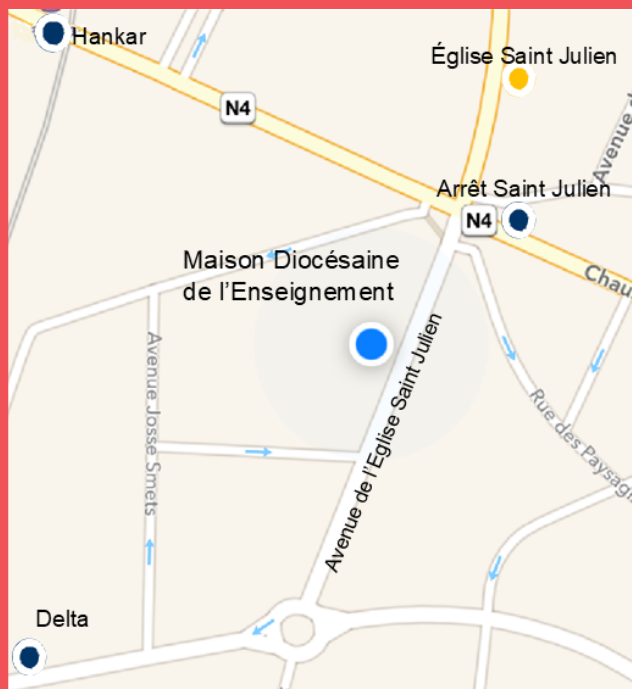 Hankar
Église Saint Julien
N4
Avenue d
Arrêt Saint Julien
N4
Maison Diocésaine
de l’Enseignement
Chau
Avenue Josse Smets
Avenue de l’Eglise Saint Julien
Rue des Paysag
Delta